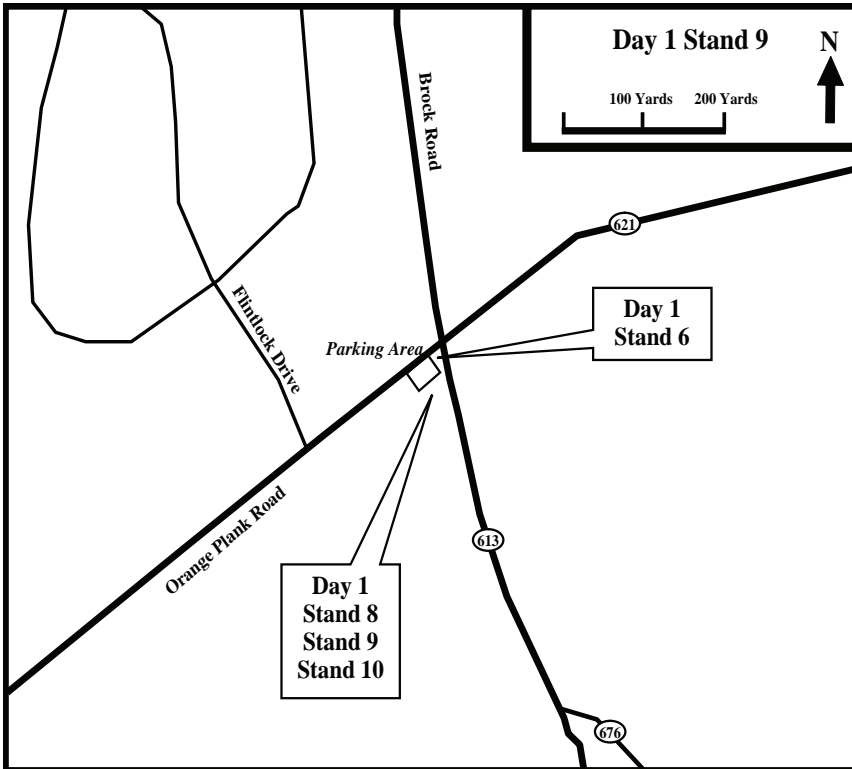 Day 1 Stand 9
N
100 Yards 200 Yards
Brock Road
621
Day 1
Stand 6
Flintlock Drive
Parking Area
Orange Plank Road
613
Day 1
Stand 8
Stand 9
Stand 10
676